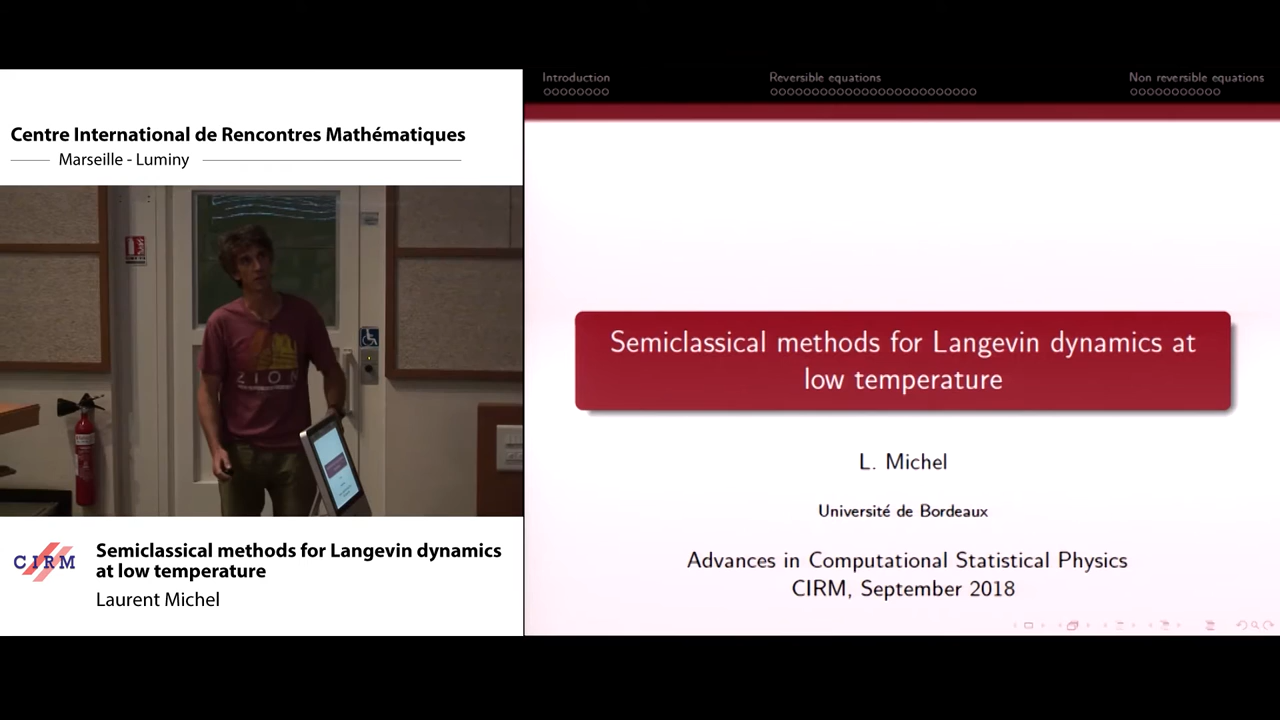 Centre International de Rencontres Mathématiques
Marseille - Luminy
ZION
CIRM
Semiclassical methods for Langevin dynamics
at low temperature
Laurent Michel
Introduction
Reversible equations
Non reversible equations
Semiclassical methods for Langevin dynamics at
low temperature
L. Michel
Université de Bordeaux
Advances in Computational Statistical Physics
CIRM, September 2018